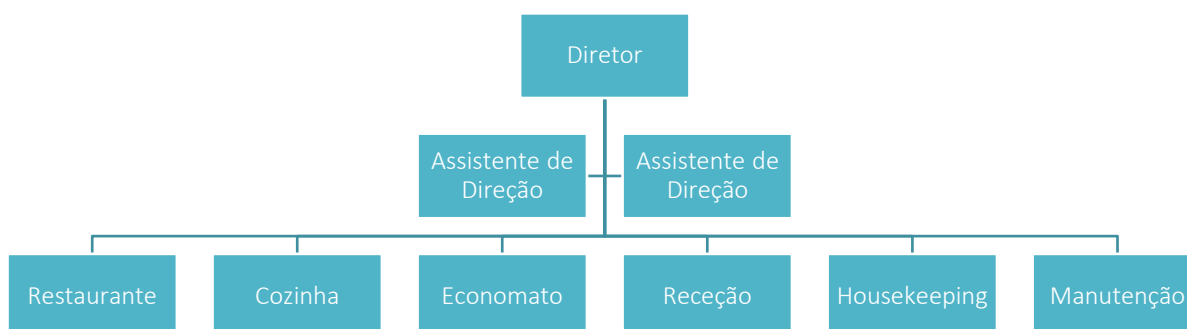 Diretor
Assistente de
Direção
Assistente de
Direção
Restaurante
Cozinha
Economato
Receção
Housekeeping
Manutenção